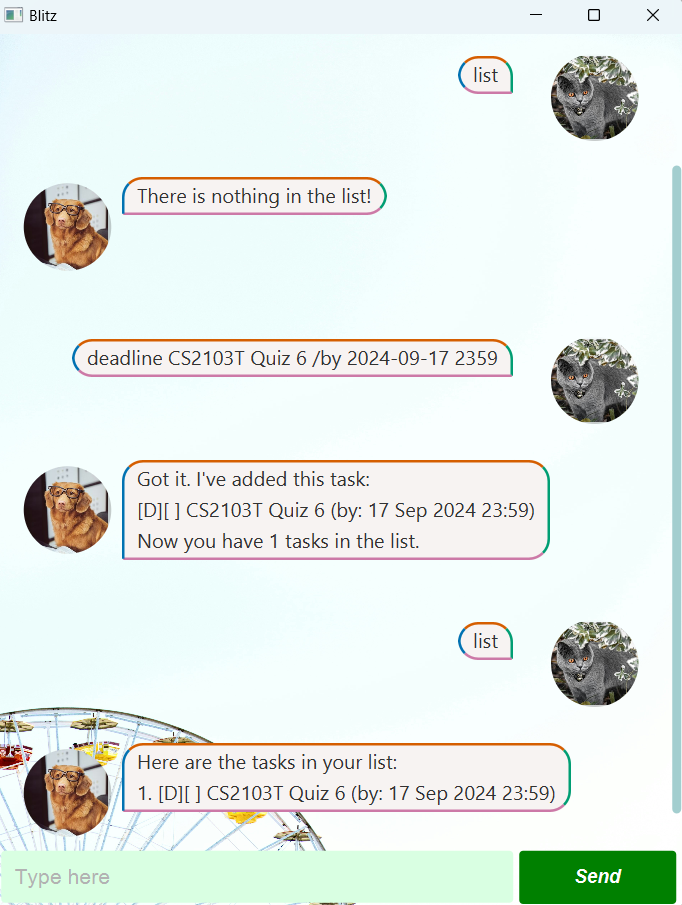 Blitz
list
There is nothing in the list!
deadline CS2103T Quiz 6 /by 2024-09-17 2359
Got it. I've added this task:
[D][ ] CS2103T Quiz 6 (by: 17 Sep 2024 23:59)
Now you have 1 tasks in the list.
list
Here are the tasks in your list:
1. [D][ ] CS2103T Quiz 6 (by: 17 Sep 2024 23:59)
Type here
Send